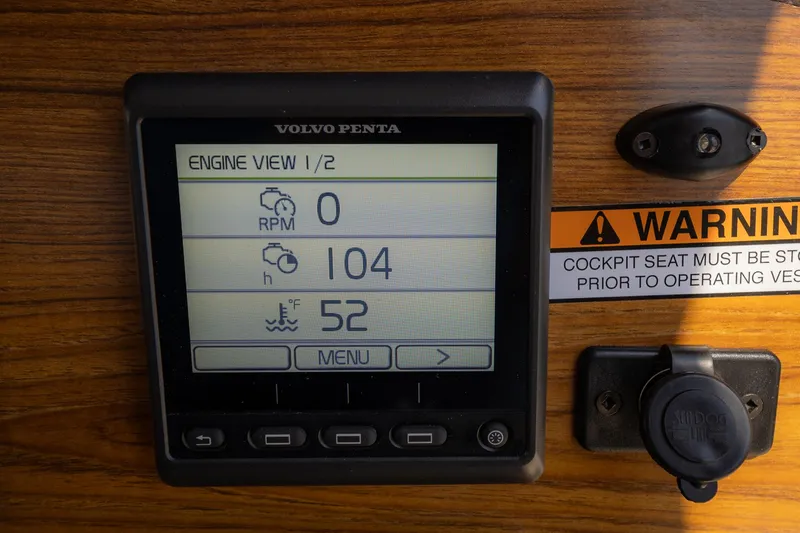 VOLVO PENTA
ENGINE VIEW 1/2
RPM 0
h 104
°F 52
MENU >
WARNIN
COCKPIT SEAT MUST BE STO
PRIOR TO OPERATING VES